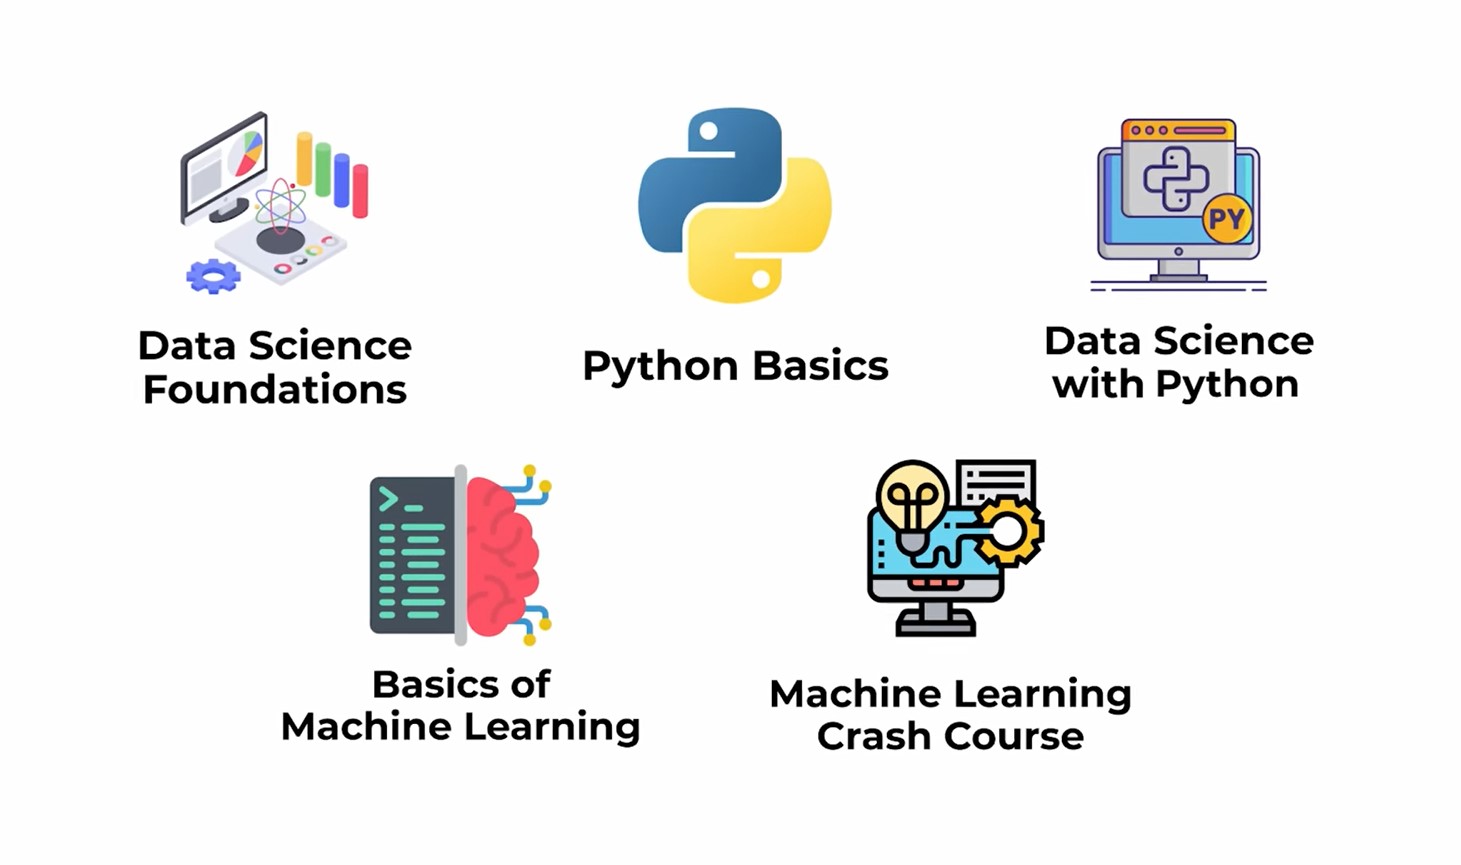 Data Science
Foundations
Python Basics
PY
Data Science
with Python
Basics of
Machine Learning
Machine Learning
Crash Course